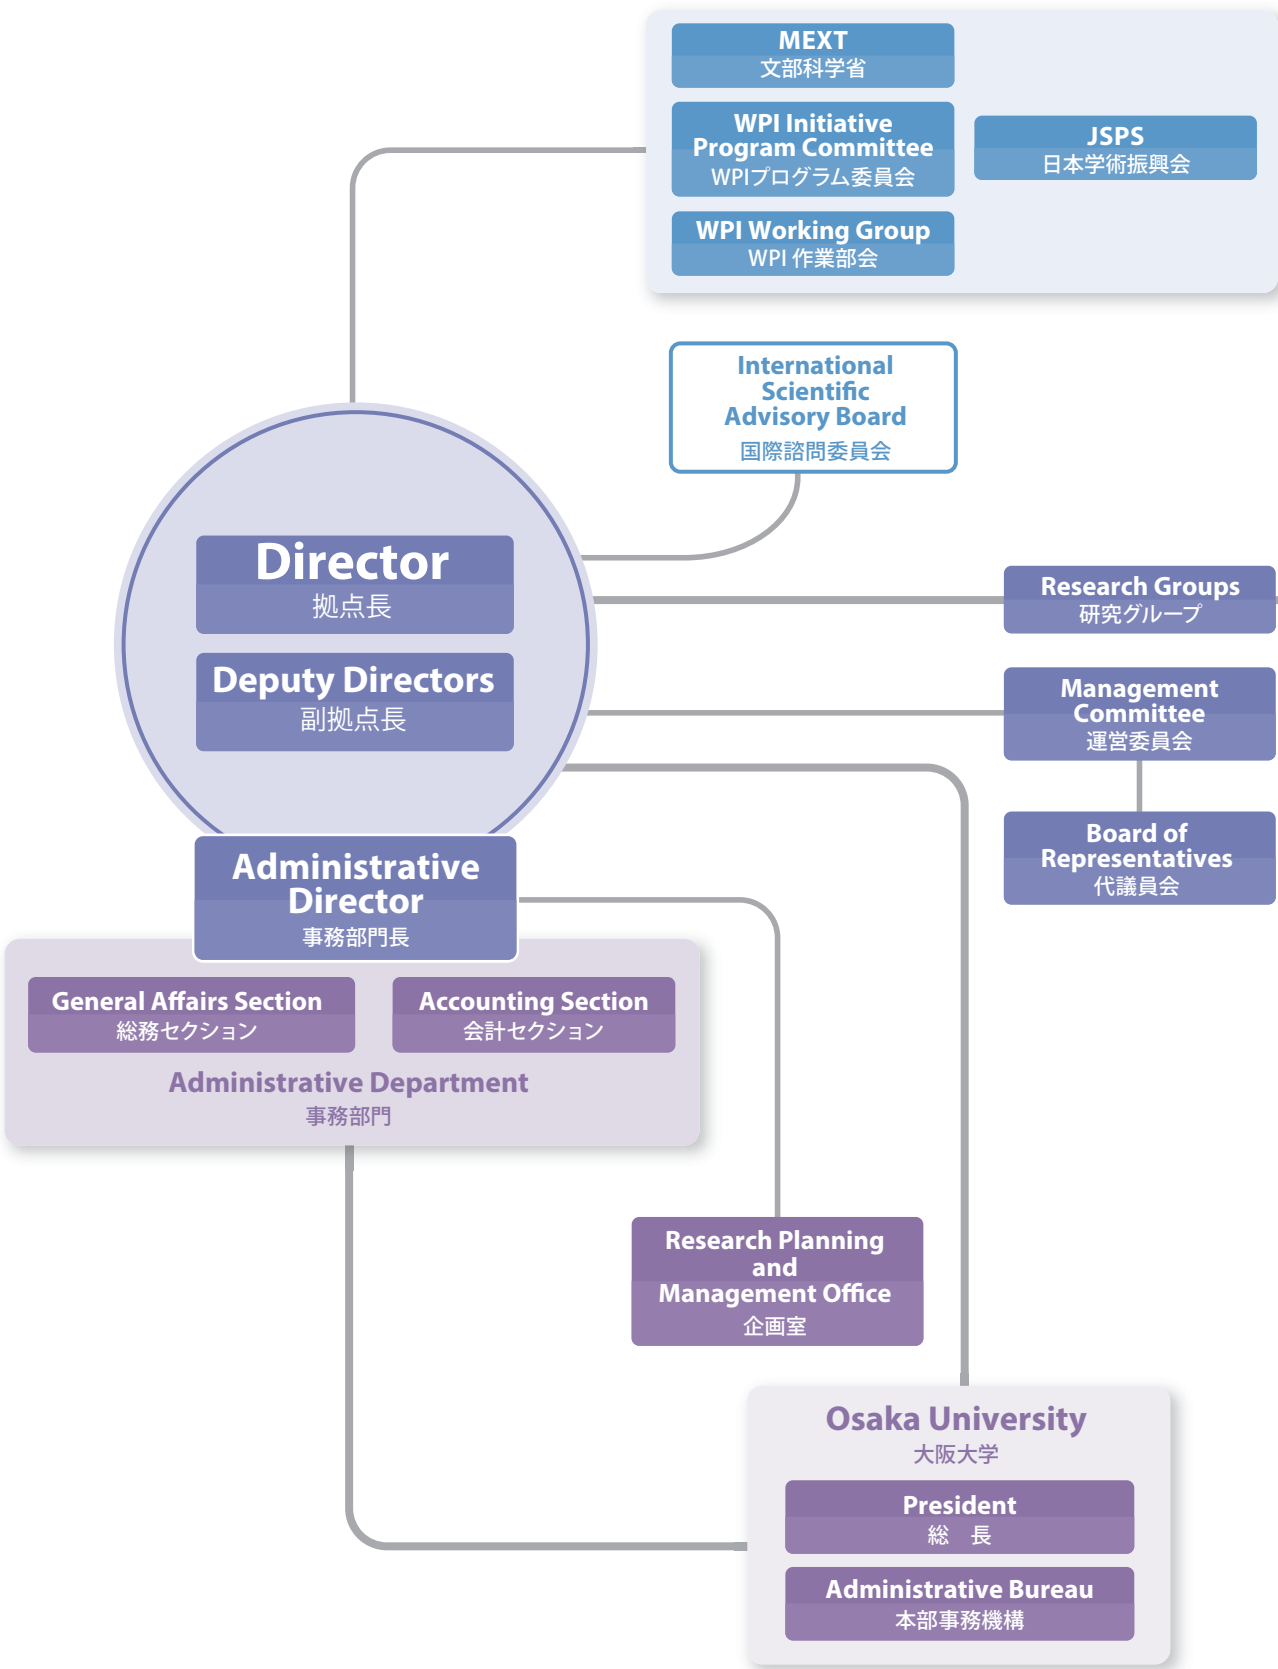 MEXT
文部科学省
WPI Initiative
Program Committee
WPIプログラム委員会
JSPS
日本学術振興会
WPI Working Group
WPI 作業部会
International
Scientific
Advisory Board
国際諮問委員会
Director
拠点長
Deputy Directors
副拠点長
Research Groups
研究グループ
Management
Committee
運営委員会
Board of
Representatives
代議員会
Administrative
Director
事務部門長
General Affairs Section
総務セクション
Accounting Section
会計セクション
Administrative Department
事務部門
Research Planning
and
Management Office
企画室
Osaka University
大阪大学
President
総　長
Administrative Bureau
本部事務機構